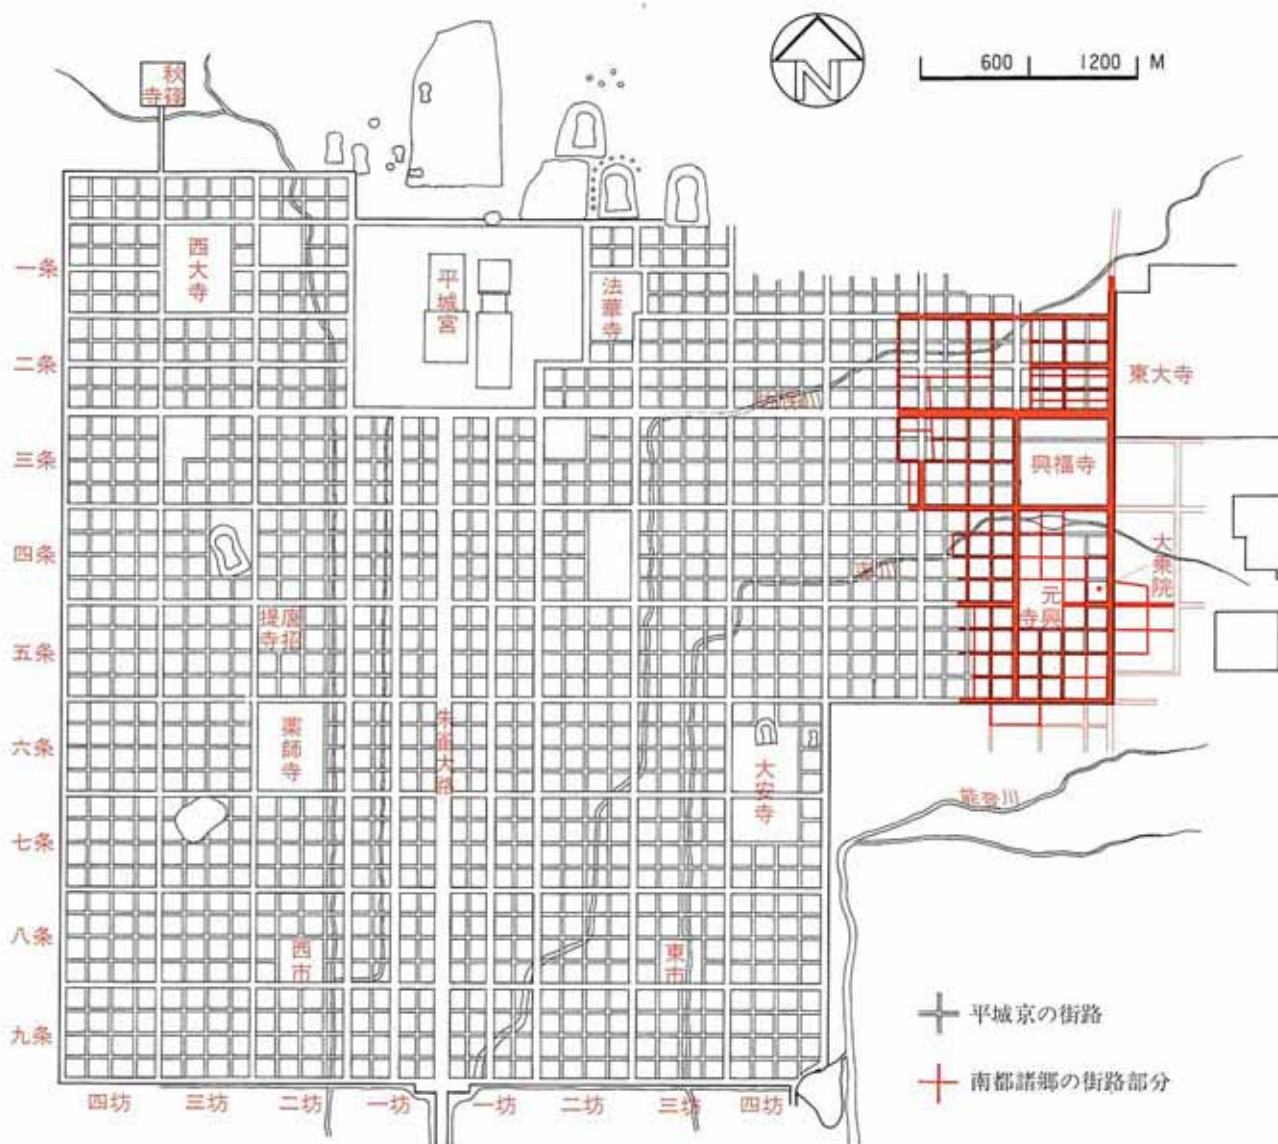 秋篠寺
N
600 1200 M
一条
二条
三条
四条
五条
六条
七条
八条
九条
西大寺
平城宮
法華寺
東大寺
興福寺
大乗院
元興寺
唐招提寺
薬師寺
朱雀大路
大安寺
能登川
西市
東市
四坊 三坊 二坊 一坊 一坊 二坊 三坊 四坊
平城京の街路
南都諸郷の街路部分